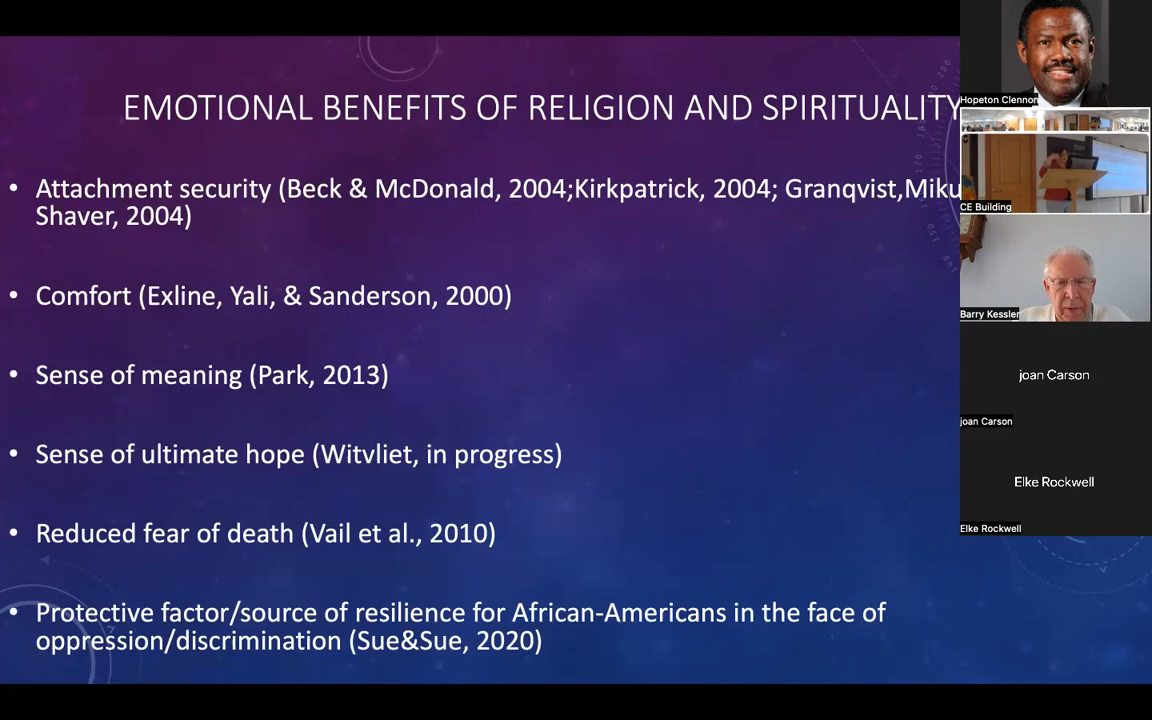 EMOTIONAL BENEFITS OF RELIGION AND SPIRITUALITY
• Attachment security (Beck & McDonald, 2004;Kirkpatrick, 2004; Granqvist,Miku
Shaver, 2004)
• Comfort (Exline, Yali, & Sanderson, 2000)
• Sense of meaning (Park, 2013)
• Sense of ultimate hope (Witvliet, in progress)
• Reduced fear of death (Vail et al., 2010)
• Protective factor/source of resilience for African-Americans in the face of
oppression/discrimination (Sue&Sue, 2020)
Hopeton Clennon
CE Building
Barry Kessler
joan Carson
joan Carson
Elke Rockwell
Elke Rockwell